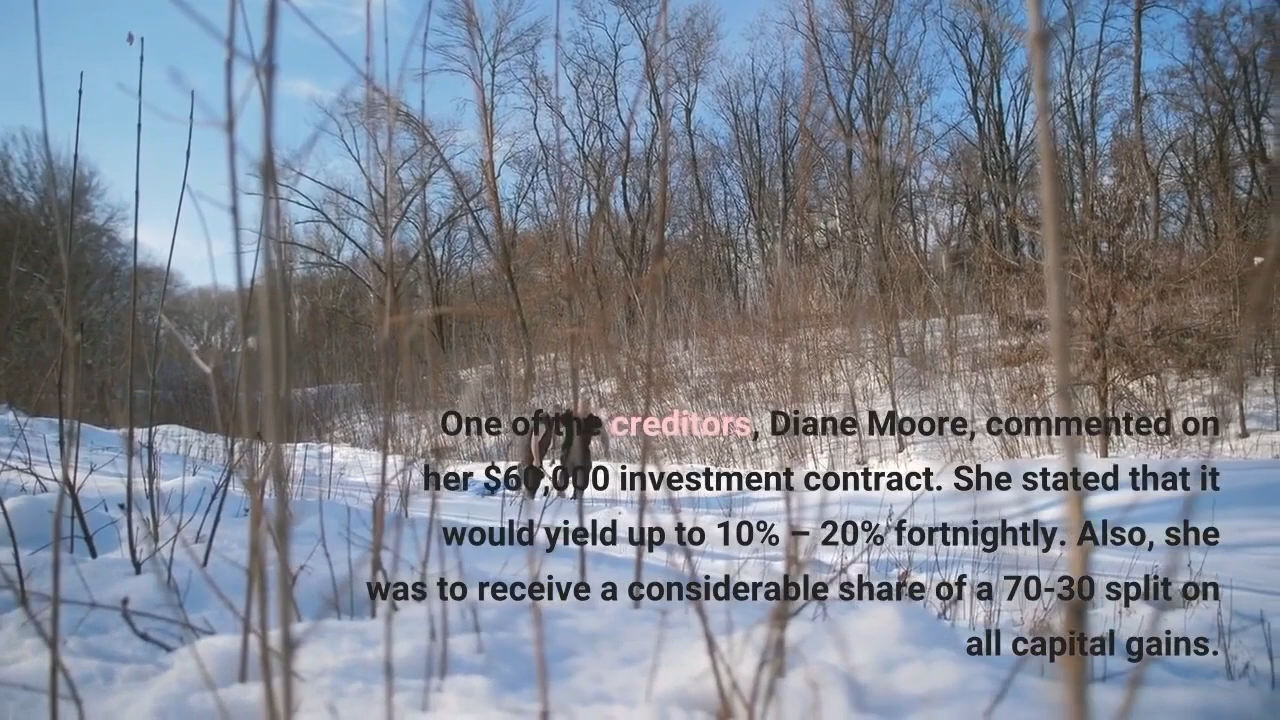 One of the creditors, Diane Moore, commented on
her $60,000 investment contract. She stated that it
would yield up to 10% – 20% fortnightly. Also, she
was to receive a considerable share of a 70-30 split on
all capital gains.